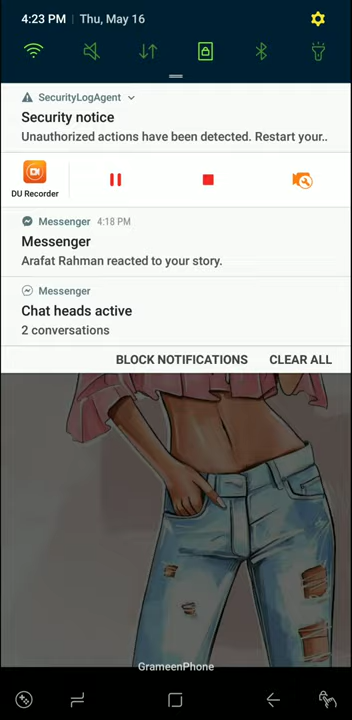 4:23 PM | Thu, May 16
SecurityLogAgent
Security notice
Unauthorized actions have been detected. Restart your..
DU Recorder
Messenger 4:18 PM
Messenger
Arafat Rahman reacted to your story.
Messenger
Chat heads active
2 conversations
BLOCK NOTIFICATIONS CLEAR ALL
GrameenPhone